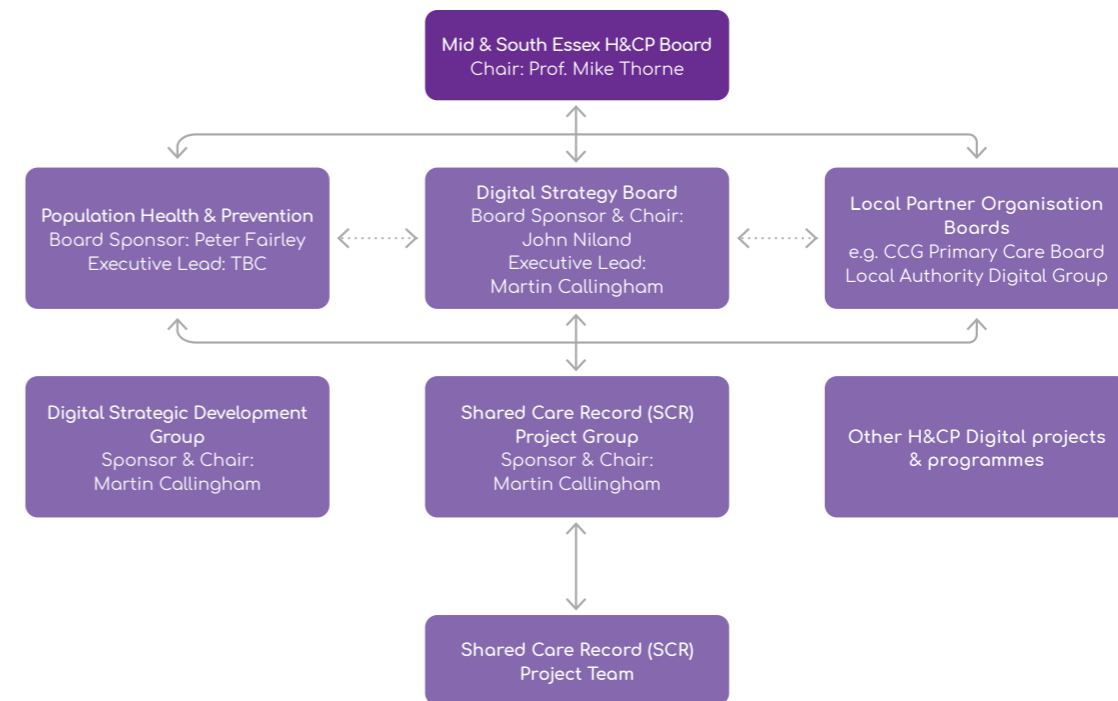 Mid & South Essex H&CP Board
Chair: Prof. Mike Thorne
Population Health & Prevention
Board Sponsor: Peter Fairley
Executive Lead: TBC
Digital Strategy Board
Board Sponsor & Chair:
John Niland
Executive Lead:
Martin Callingham
Local Partner Organisation
Boards
e.g. CCG Primary Care Board
Local Authority Digital Group
Digital Strategic Development
Group
Sponsor & Chair:
Martin Callingham
Shared Care Record (SCR)
Project Group
Sponsor & Chair:
Martin Callingham
Other H&CP Digital projects
& programmes
Shared Care Record (SCR)
Project Team